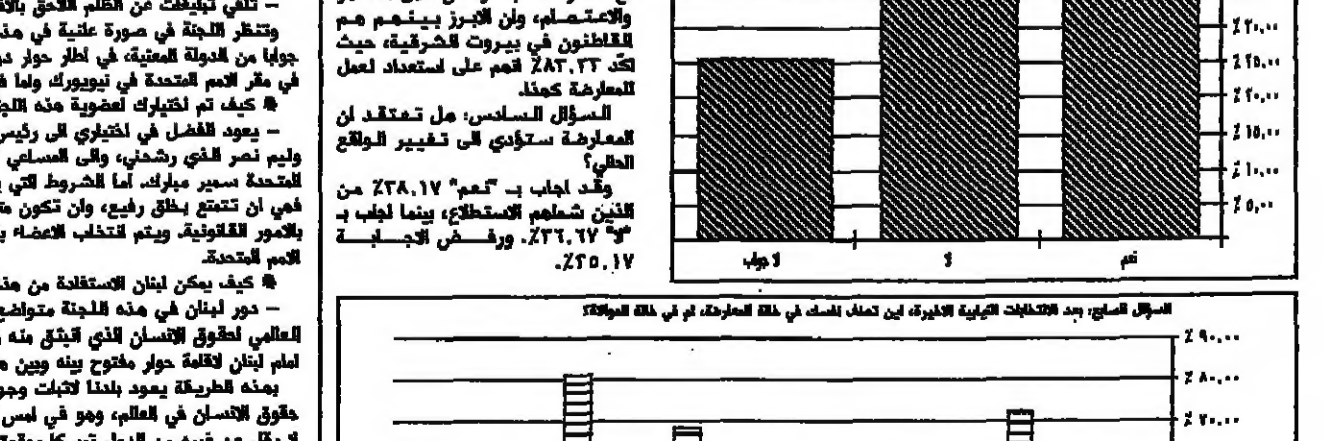 والاعتصام، وان الابرز بينهم هم
القاطنون في بيروت الشرقية، حيث
اكد ٨٣,٣٣٪ انهم على استعداد لعمل
المعارضة كهذا.
السؤال السادس: هل تعتقد ان
المعارضة ستؤدي الى تغيير الواقع
الحالي؟
وقد اجاب بـ "نعم" ٣٨,١٧٪ من
الذين شملهم الاستطلاع، بينما اجاب بـ
"لا" ٣٦,٦٧٪. ورفض الاجابة
٢٥,١٧٪.
٪ ٣٠,٠٠
٪ ٢٥,٠٠
٪ ٢٠,٠٠
٪ ١٥,٠٠
٪ ١٠,٠٠
٪ ٥,٠٠
نعم
لا
لا جواب
السؤال السابع: بعد الانتخابات النيابية الاخيرة، اين تصنف نفسك في خانة المعارضة، او في خانة الموالاة؟
٪ ٩٠,٠٠
٪ ٨٠,٠٠
٪ ٧٠,٠٠
– تلقي تبليغات عن الظلم اللاحق
وتنظر اللجنة في صورة علنية في
جوابا من الدولة المعنية، في اطار حوار
في مقر الامم المتحدة في نيويورك واما
كيف تم اختيارك لعضوية هذه
– يعود الفضل في اختياري الى رئيس
وليم نصر الذي رشحني، والى المساعي
المتحدة سمير مبارك. اما الشروط التي
فهي ان تتمتع بخلق رفيع، وان تكون
بالامور القانونية. ويتم انتخاب الاعضاء
الامم المتحدة.
كيف يمكن لبنان الاستفادة من
– دور لبنان في هذه اللجنة متواضع
العالمي لحقوق الانسان الذي انبثق منه
امام لبنان لاقامة حوار مفتوح بينه وبين
بهذه الطريقة يعود بلدنا لاثبات
حقوق الانسان في العالم، وهو في امس